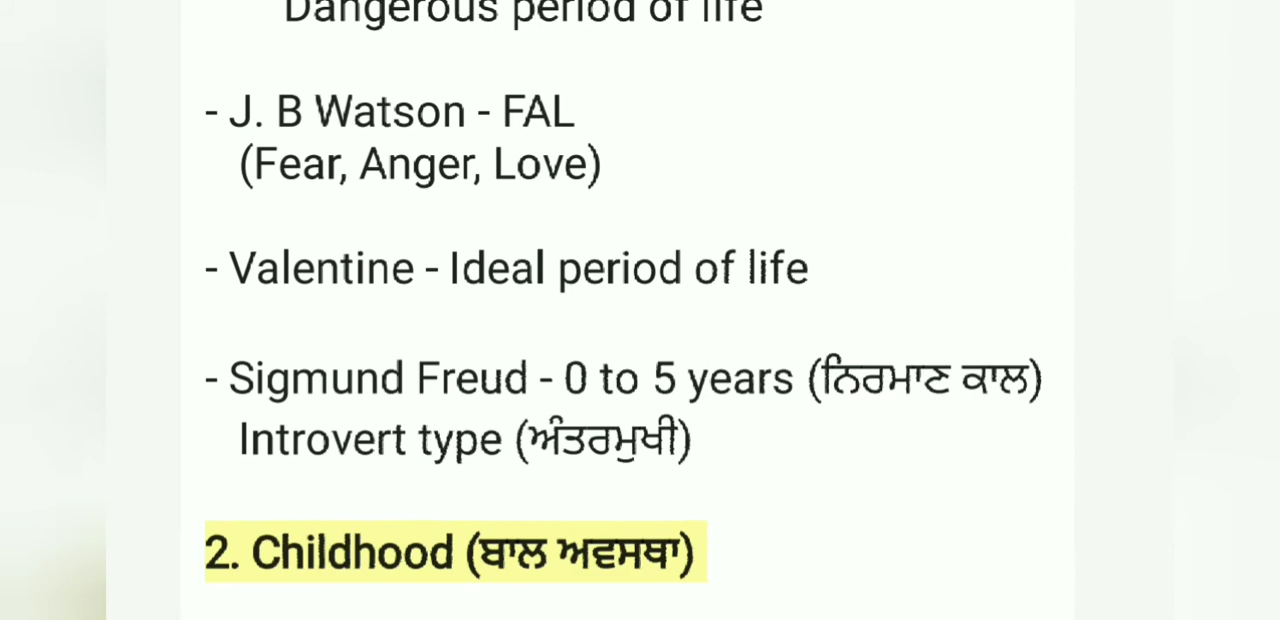 Dangerous period of life
- J. B Watson - FAL
(Fear, Anger, Love)
- Valentine - Ideal period of life
- Sigmund Freud - 0 to 5 years (ਨਿਰਮਾਣ ਕਾਲ)
Introvert type (ਅੰਤਰਮੁਖੀ)
2. Childhood (ਬਾਲ ਅਵਸਥਾ)